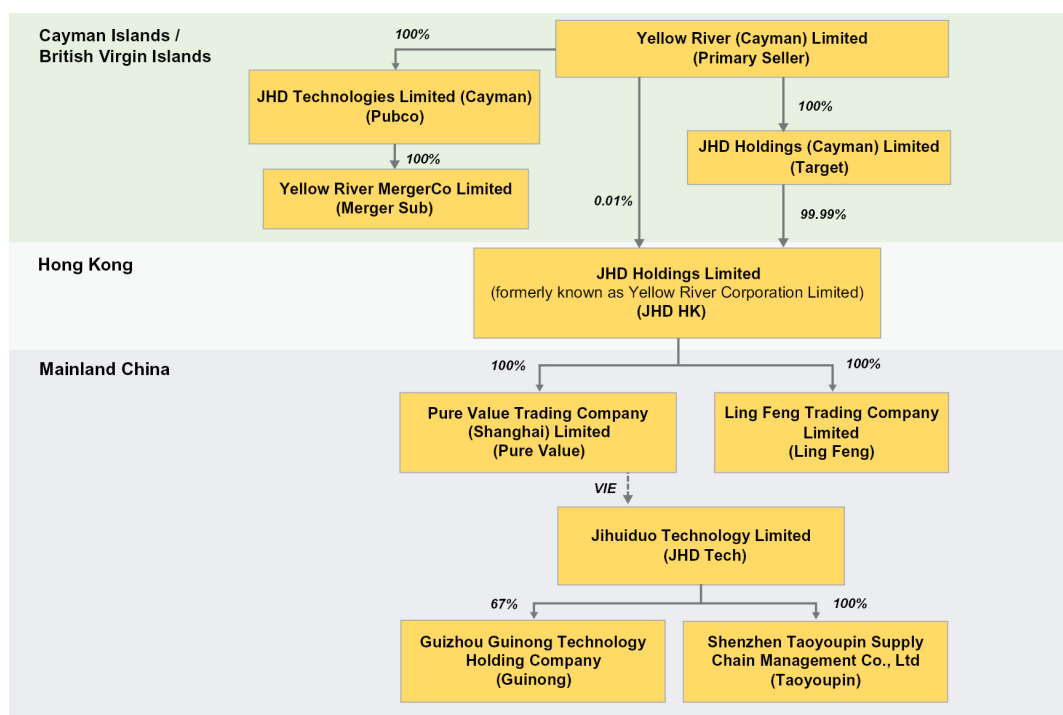 Cayman Islands /
British Virgin Islands
100%
Yellow River (Cayman) Limited
(Primary Seller)
JHD Technologies Limited (Cayman)
(Pubco)
100%
JHD Holdings (Cayman) Limited
(Target)
100%
Yellow River MergerCo Limited
(Merger Sub)
0.01%
99.99%
Hong Kong
JHD Holdings Limited
(formerly known as Yellow River Corporation Limited)
(JHD HK)
Mainland China
100%
100%
Pure Value Trading Company
(Shanghai) Limited
(Pure Value)
Ling Feng Trading Company
Limited
(Ling Feng)
VIE
Jihuiduo Technology Limited
(JHD Tech)
67%
100%
Guizhou Guinong Technology
Holding Company
(Guinong)
Shenzhen Taoyoupin Supply
Chain Management Co., Ltd
(Taoyoupin)